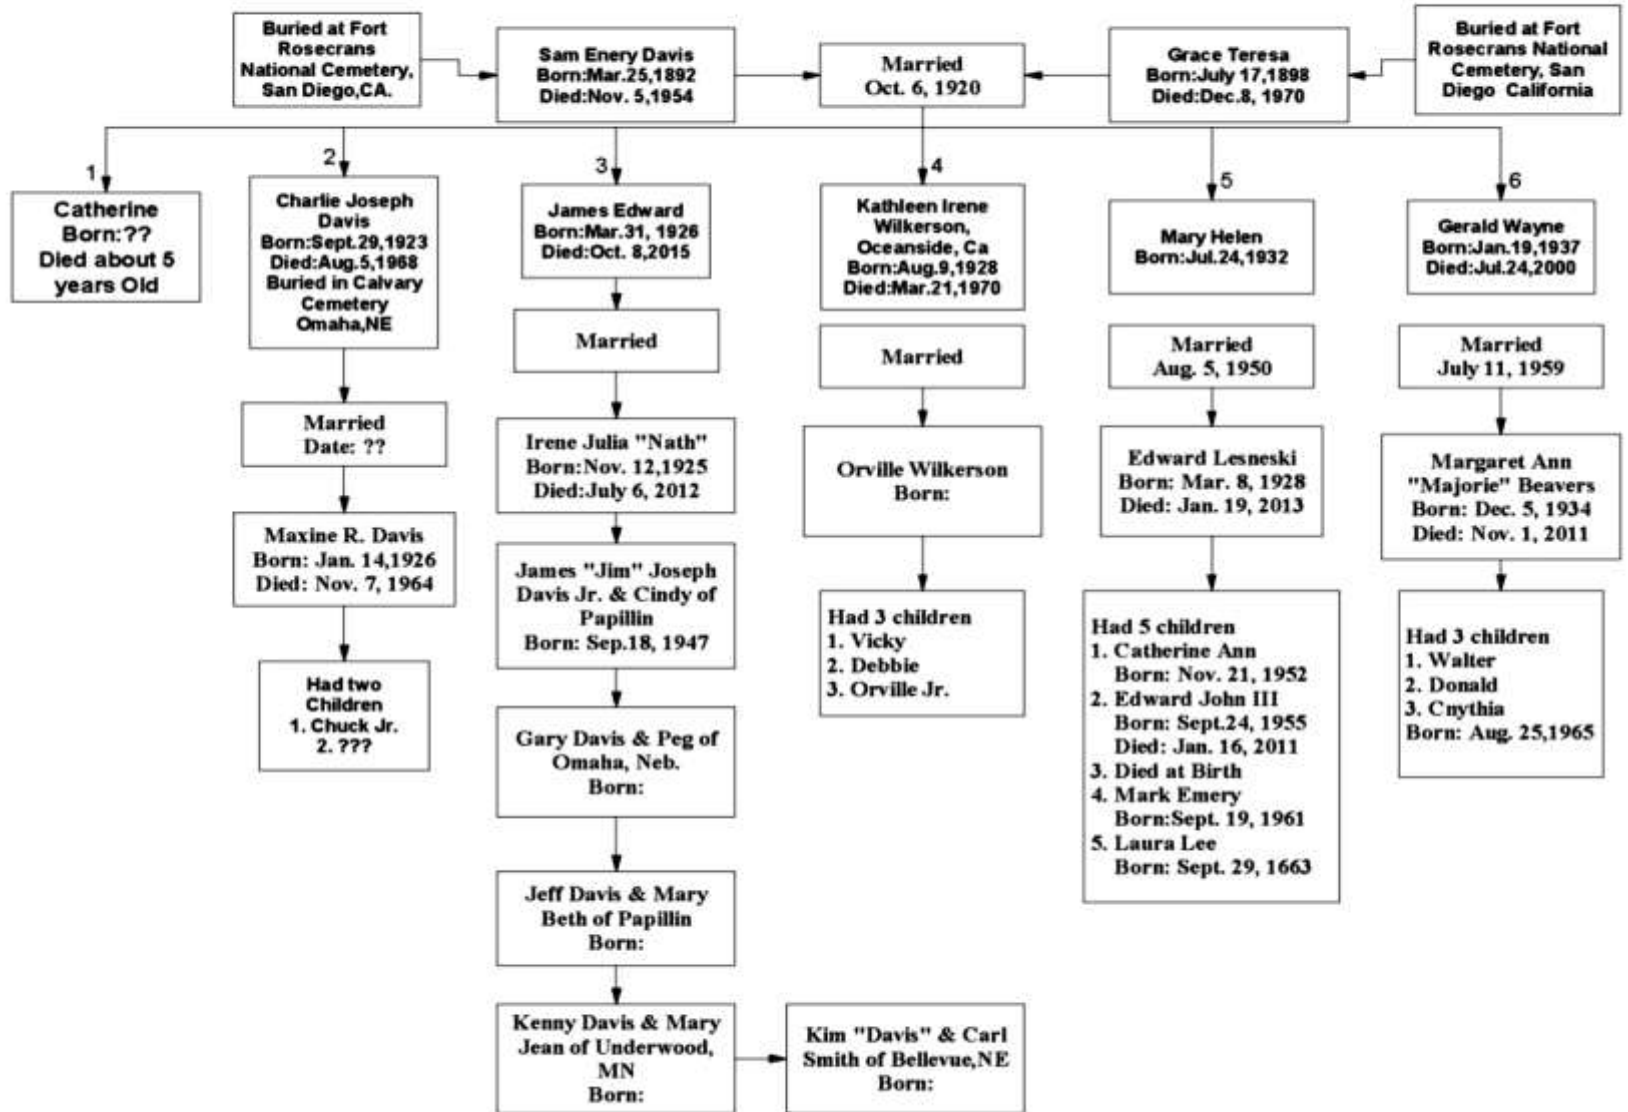 Buried at Fort
Rosecrans
National Cemetery,
San Diego,CA.
Sam Enery Davis
Born:Mar.25,1892
Died:Nov. 5,1954
Married
Oct. 6, 1920
Grace Teresa
Born:July 17,1898
Died:Dec.8, 1970
Buried at Fort
Rosecrans National
Cemetery, San
Diego California
1
Catherine
Born:??
Died about 5
years Old
2
Charlie Joseph
Davis
Born:Sept.29,1923
Died:Aug.5,1968
Buried in Calvary
Cemetery
Omaha,NE
Married
Date: ??
Maxine R. Davis
Born: Jan. 14,1926
Died: Nov. 7, 1964
Had two
Children
1. Chuck Jr.
2. ???
3
James Edward
Born:Mar.31, 1926
Died:Oct. 8,2015
Married
Irene Julia "Nath"
Born:Nov. 12,1925
Died:July 6, 2012
James "Jim" Joseph
Davis Jr. & Cindy of
Papillin
Born: Sep.18, 1947
Gary Davis & Peg of
Omaha, Neb.
Born:
Jeff Davis & Mary
Beth of Papillin
Born:
Kenny Davis & Mary
Jean of Underwood,
MN
Born:
Kim "Davis" & Carl
Smith of Bellevue,NE
Born:
4
Kathleen Irene
Wilkerson,
Oceanside, Ca
Born:Aug.9,1928
Died:Mar.21,1970
Married
Orville Wilkerson
Born:
Had 3 children
1. Vicky
2. Debbie
3. Orville Jr.
5
Mary Helen
Born:Jul.24,1932
Married
Aug. 5, 1950
Edward Lesneski
Born: Mar. 8, 1928
Died: Jan. 19, 2013
Had 5 children
1. Catherine Ann
Born: Nov. 21, 1952
2. Edward John III
Born: Sept.24, 1955
Died: Jan. 16, 2011
3. Died at Birth
4. Mark Emery
Born:Sept. 19, 1961
5. Laura Lee
Born: Sept. 29, 1663
6
Gerald Wayne
Born:Jan.19,1937
Died:Jul.24,2000
Married
July 11, 1959
Margaret Ann
"Majorie" Beavers
Born: Dec. 5, 1934
Died: Nov. 1, 2011
Had 3 children
1. Walter
2. Donald
3. Cnythia
Born: Aug. 25,1965